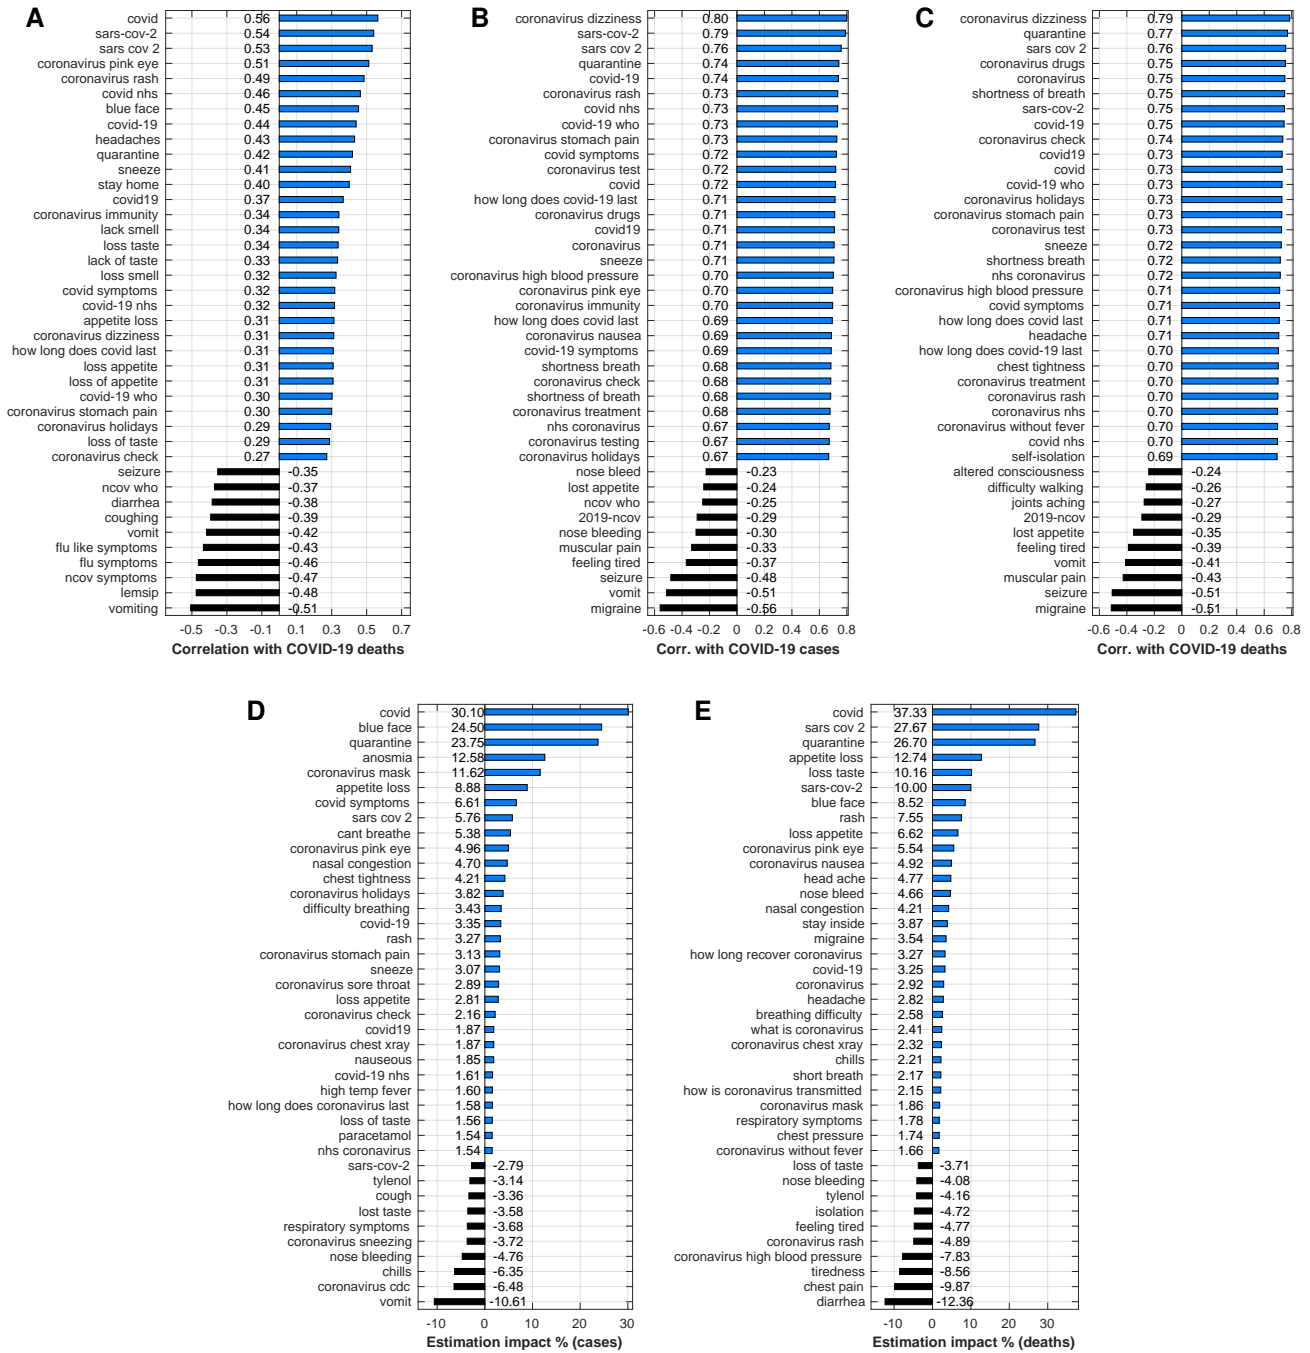 A
covid 0.56
sars-cov-2 0.54
sars cov 2 0.53
coronavirus pink eye 0.51
coronavirus rash 0.49
covid nhs 0.46
blue face 0.45
covid-19 0.44
headaches 0.43
quarantine 0.42
sneeze 0.41
stay home 0.40
covid19 0.37
coronavirus immunity 0.34
lack smell 0.34
loss taste 0.34
lack of taste 0.33
loss smell 0.32
covid symptoms 0.32
covid-19 nhs 0.32
appetite loss 0.31
coronavirus dizziness 0.31
how long does covid last 0.31
loss appetite 0.31
loss of appetite 0.31
covid-19 who 0.30
coronavirus stomach pain 0.30
coronavirus holidays 0.29
loss of taste 0.29
coronavirus check 0.27
seizure -0.35
ncov who -0.37
diarrhea -0.38
coughing -0.39
vomit -0.42
flu like symptoms -0.43
flu symptoms -0.46
ncov symptoms -0.47
lemsip -0.48
vomiting -0.51
-0.5 -0.3 -0.1 0.1 0.3 0.5 0.7
Correlation with COVID-19 deaths
B
coronavirus dizziness 0.80
sars-cov-2 0.79
sars cov 2 0.76
quarantine 0.74
covid-19 0.74
coronavirus rash 0.73
covid nhs 0.73
covid-19 who 0.73
coronavirus stomach pain 0.73
covid symptoms 0.72
coronavirus test 0.72
covid 0.72
how long does covid-19 last 0.71
coronavirus drugs 0.71
covid19 0.71
coronavirus 0.71
sneeze 0.71
coronavirus high blood pressure 0.70
coronavirus pink eye 0.70
coronavirus immunity 0.70
how long does covid last 0.69
coronavirus nausea 0.69
covid-19 symptoms 0.69
shortness breath 0.68
coronavirus check 0.68
shortness of breath 0.68
coronavirus treatment 0.68
nhs coronavirus 0.67
coronavirus testing 0.67
coronavirus holidays 0.67
nose bleed -0.23
lost appetite -0.24
ncov who -0.25
2019-ncov -0.29
nose bleeding -0.30
muscular pain -0.33
feeling tired -0.37
seizure -0.48
vomit -0.51
migraine -0.56
-0.6 -0.4 -0.2 0 0.2 0.4 0.6 0.8
Corr. with COVID-19 cases
C
coronavirus dizziness 0.79
quarantine 0.77
sars cov 2 0.76
coronavirus drugs 0.75
coronavirus 0.75
shortness of breath 0.75
sars-cov-2 0.75
covid-19 0.75
coronavirus check 0.74
covid19 0.73
covid 0.73
covid-19 who 0.73
coronavirus holidays 0.73
coronavirus stomach pain 0.73
coronavirus test 0.73
sneeze 0.72
shortness breath 0.72
nhs coronavirus 0.72
coronavirus high blood pressure 0.71
covid symptoms 0.71
how long does covid last 0.71
headache 0.71
how long does covid-19 last 0.70
chest tightness 0.70
coronavirus treatment 0.70
coronavirus rash 0.70
coronavirus nhs 0.70
coronavirus without fever 0.70
covid nhs 0.70
self-isolation 0.69
altered consciousness -0.24
difficulty walking -0.26
joints aching -0.27
2019-ncov -0.29
lost appetite -0.35
feeling tired -0.39
vomit -0.41
muscular pain -0.43
seizure -0.51
migraine -0.51
-0.6 -0.4 -0.2 0 0.2 0.4 0.6 0.8
Corr. with COVID-19 deaths
D
covid 30.10
blue face 24.50
quarantine 23.75
anosmia 12.58
coronavirus mask 11.62
appetite loss 8.88
covid symptoms 6.61
sars cov 2 5.76
cant breathe 5.38
coronavirus pink eye 4.96
nasal congestion 4.70
chest tightness 4.21
coronavirus holidays 3.82
difficulty breathing 3.43
covid-19 3.35
rash 3.27
coronavirus stomach pain 3.13
sneeze 3.07
coronavirus sore throat 2.89
loss appetite 2.81
coronavirus check 2.16
covid19 1.87
coronavirus chest xray 1.87
nauseous 1.85
covid-19 nhs 1.61
high temp fever 1.60
how long does coronavirus last 1.58
loss of taste 1.56
paracetamol 1.54
nhs coronavirus 1.54
sars-cov-2 -2.79
tylenol -3.14
cough -3.36
lost taste -3.58
respiratory symptoms -3.68
coronavirus sneezing -3.72
nose bleeding -4.76
chills -6.35
coronavirus cdc -6.48
vomit -10.61
-10 0 10 20 30
Estimation impact % (cases)
E
covid 37.33
sars cov 2 27.67
quarantine 26.70
appetite loss 12.74
loss taste 10.16
sars-cov-2 10.00
blue face 8.52
rash 7.55
loss appetite 6.62
coronavirus pink eye 5.54
coronavirus nausea 4.92
head ache 4.77
nose bleed 4.66
nasal congestion 4.21
stay inside 3.87
migraine 3.54
how long recover coronavirus 3.27
covid-19 3.25
coronavirus 2.92
headache 2.82
breathing difficulty 2.58
what is coronavirus 2.41
coronavirus chest xray 2.32
chills 2.21
short breath 2.17
how is coronavirus transmitted 2.15
coronavirus mask 1.86
respiratory symptoms 1.78
chest pressure 1.74
coronavirus without fever 1.66
loss of taste -3.71
nose bleeding -4.08
tylenol -4.16
isolation -4.72
feeling tired -4.77
coronavirus rash -4.89
coronavirus high blood pressure -7.83
tiredness -8.56
chest pain -9.87
diarrhea -12.36
-10 0 10 20 30
Estimation impact % (deaths)